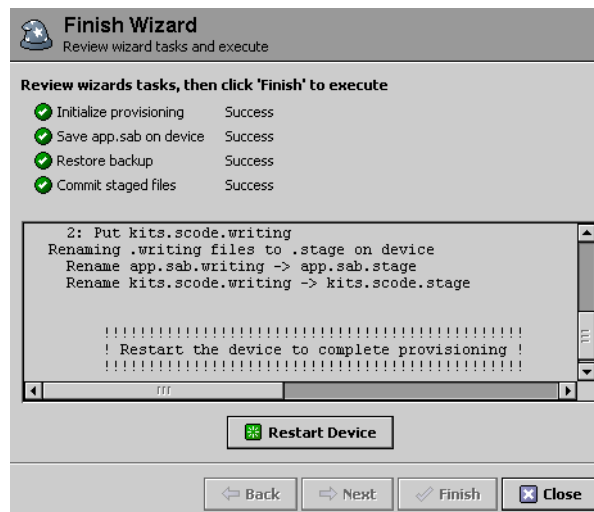 Finish Wizard
Review wizard tasks and execute
Review wizards tasks, then click 'Finish' to execute
Initialize provisioning Success
Save app.sab on device Success
Restore backup Success
Commit staged files Success
2: Put kits.scode.writing
Renaming .writing files to .stage on device
Rename app.sab.writing -> app.sab.stage
Rename kits.scode.writing -> kits.scode.stage
!!!!!!!!!!!!!!!!!!!!!!!!!!!!!!!!!!!!!!!!!!!!!!!
! Restart the device to complete provisioning !
!!!!!!!!!!!!!!!!!!!!!!!!!!!!!!!!!!!!!!!!!!!!!!!
Restart Device
Back Next Finish Close